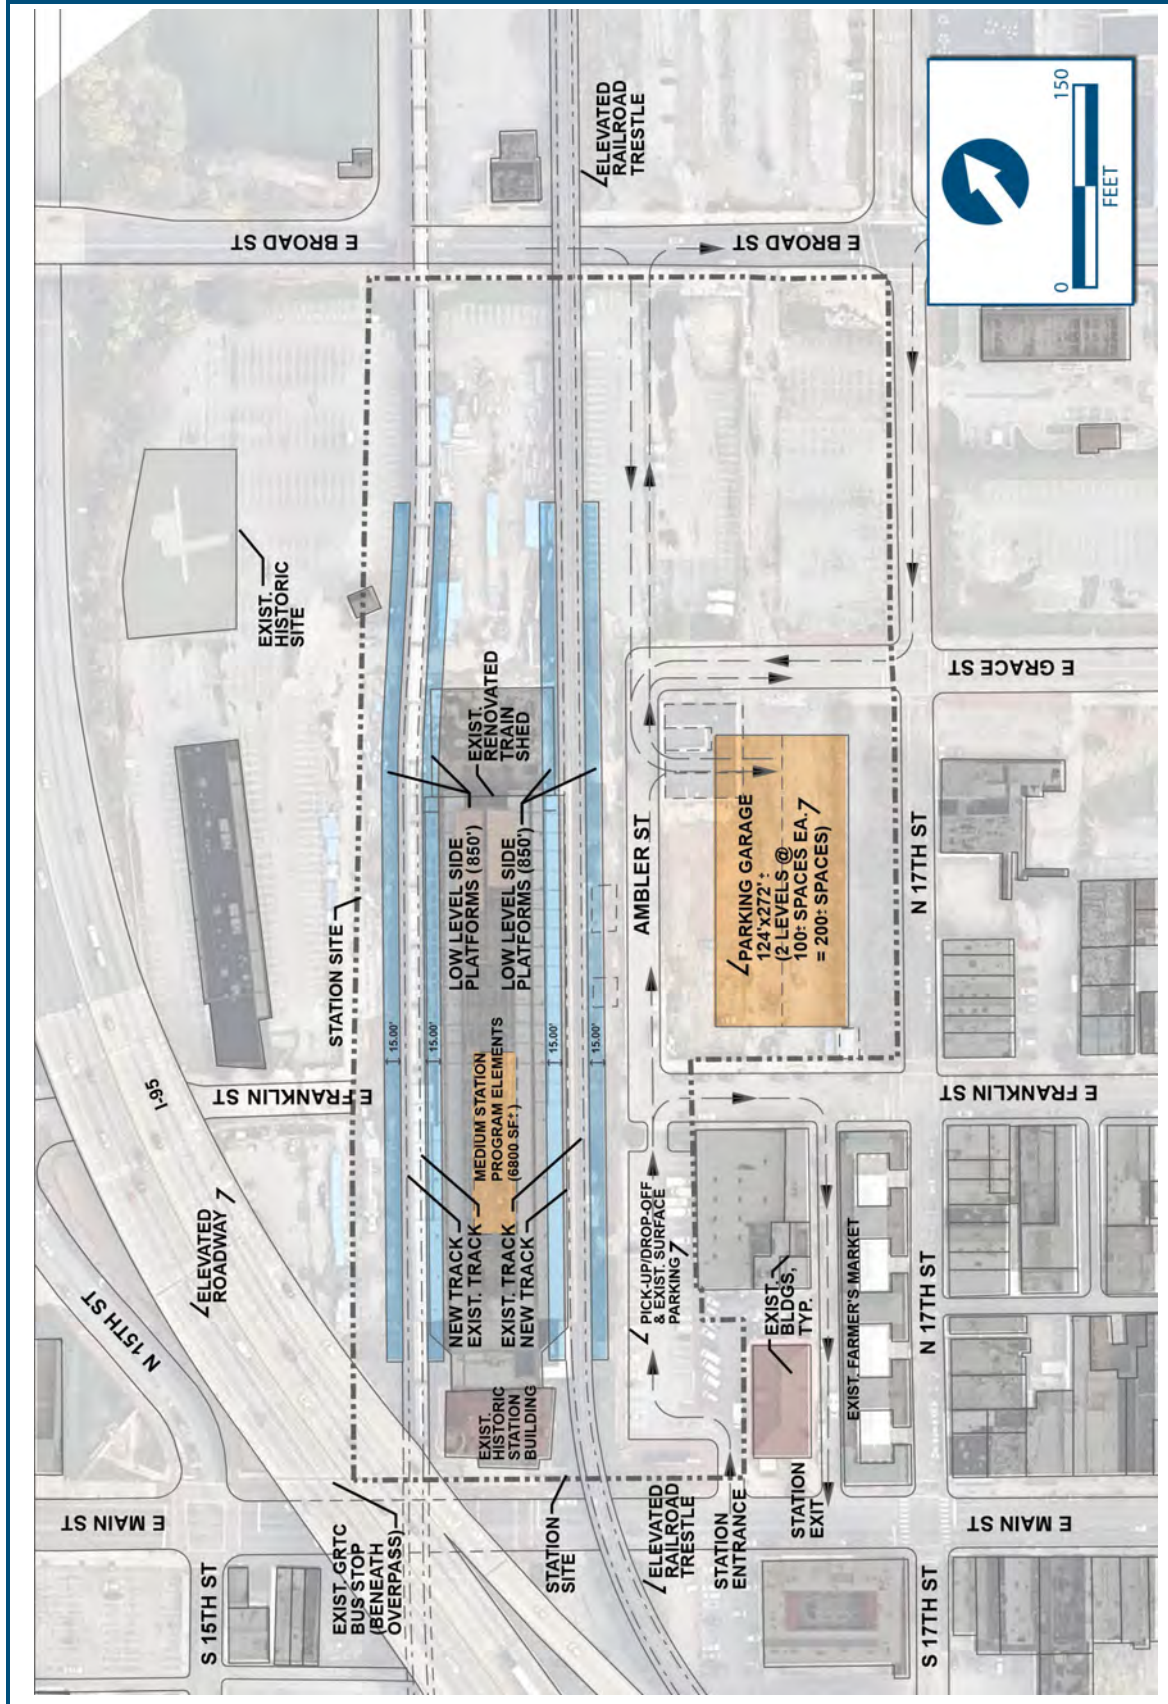 150
FEET
0
ELEVATED
RAILROAD
TRESTLE
E BROAD ST
E BROAD ST
EXIST.
HISTORIC
SITE
EXIST.
RENOVATED
TRAIN
SHED
E GRACE ST
STATION SITE
LOW LEVEL SIDE
PLATFORMS (850')
LOW LEVEL SIDE
PLATFORMS (850')
AMBLER ST
PARKING GARAGE
124'x272'±
(2 LEVELS @
100± SPACES EA.
= 200± SPACES)
N 17TH ST
15.00'
15.00'
15.00'
15.00'
I-95
E FRANKLIN ST
MEDIUM STATION
PROGRAM ELEMENTS
(6800 SF±)
E FRANKLIN ST
ELEVATED
ROADWAY
N 15TH ST
NEW TRACK
EXIST. TRACK
EXIST. TRACK
NEW TRACK
PICK-UP/DROP-OFF
& EXIST. SURFACE
PARKING
EXIST.
BLDGS,
TYP.
EXIST. FARMER'S MARKET
N 17TH ST
EXIST.
HISTORIC
STATION
BUILDING
E MAIN ST
EXIST. GRTC
BUS STOP
(BENEATH
OVERPASS)
STATION
SITE
ELEVATED
RAILROAD
TRESTLE
STATION
ENTRANCE
STATION
EXIT
E MAIN ST
S 15TH ST
S 17TH ST